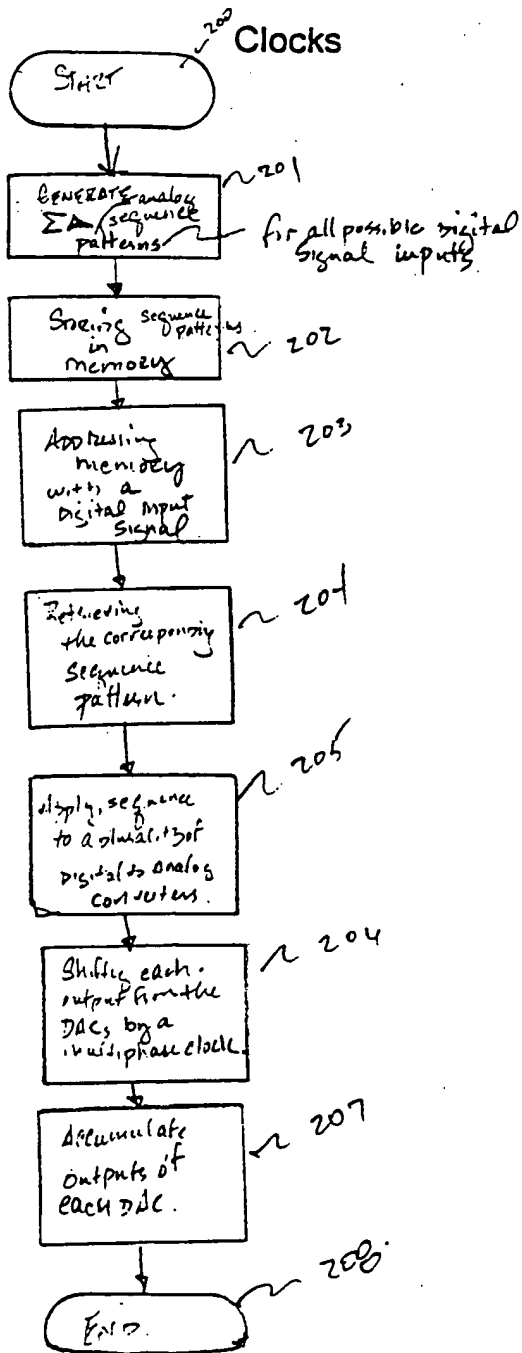 200 Clocks
START
201
GENERATE analog
ΣΔ sequence
patterns for all possible digital
signal inputs
Storing sequence
patterns
in
memory
202
Addressing
memory
with a
Digital input
signal
203
Retrieving
the corresponding
sequence
pattern.
204
Apply sequence
to a plurality of
Digital to Analog
converters.
205
Shifting each
output from the
DACs by a
multiphase clock.
204
Accumulate
outputs of
each DAC.
207
END.
208